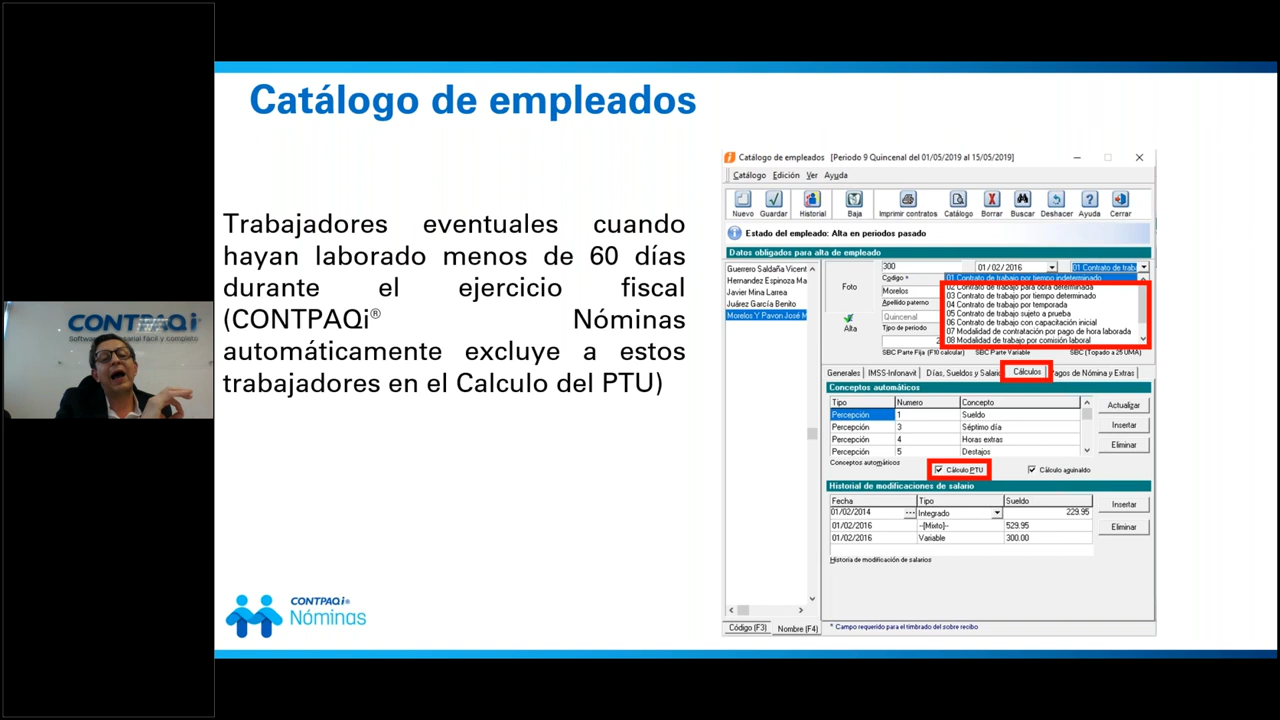 CONTPAQi
Catálogo de empleados
Trabajadores eventuales cuando
hayan laborado menos de 60 días
durante el ejercicio fiscal
(CONTPAQi® Nóminas
automáticamente excluye a estos
trabajadores en el Calculo del PTU)
CONTPAQi®
Nóminas
Catálogo de empleados [Periodo 9 Quincenal del 01/05/2019 al 15/05/2019]
Catálogo Edición Ver Ayuda
Nuevo Guardar Historial Baja Imprimir contratos Catálogo Borrar Buscar Deshacer Ayuda Cerrar
Estado del empleado: Alta en periodos pasado
Datos obligados para alta de empleado
Guerrero Saldaña Vicent
Hernandez Espinoza Ma
Javier Mina Larrea
Juárez García Benito
Morelos Y Pavon José M
Foto
Alta
300 01/02/2016 01 Contrato de trab
Código *
Morelos
Apellido paterno
Quincenal
Tipo de periodo
01 Contrato de trabajo por tiempo indeterminado
02 Contrato de trabajo para obra determinada
03 Contrato de trabajo por tiempo determinado
04 Contrato de trabajo por temporada
05 Contrato de trabajo sujeto a prueba
06 Contrato de trabajo con capacitación inicial
07 Modalidad de contratación por pago de hora laborada
08 Modalidad de trabajo por comisión laboral
SBC Parte Fija (F10 calcular) SBC Parte Variable SBC (Topado a 25 UMA)
Generales IMSS-Infonavit Días, Sueldos y Salario Cálculos Pagos de Nómina y Extras
Conceptos automáticos
Tipo Numero Concepto
Percepción 1 Sueldo
Percepción 3 Séptimo día
Percepción 4 Horas extras
Percepción 5 Destajos
Actualizar
Insertar
Eliminar
Conceptos automáticos
Cálculo PTU Cálculo aguinaldo
Historial de modificaciones de salario
Fecha Tipo Sueldo
01/02/2014 ... Integrado 229.95
01/02/2016 --[Mixto]-- 529.95
01/02/2016 Variable 300.00
Insertar
Eliminar
Historia de modificación de salarios
Código (F3) Nombre (F4)
* Campo requerido para el timbrado del sobre recibo